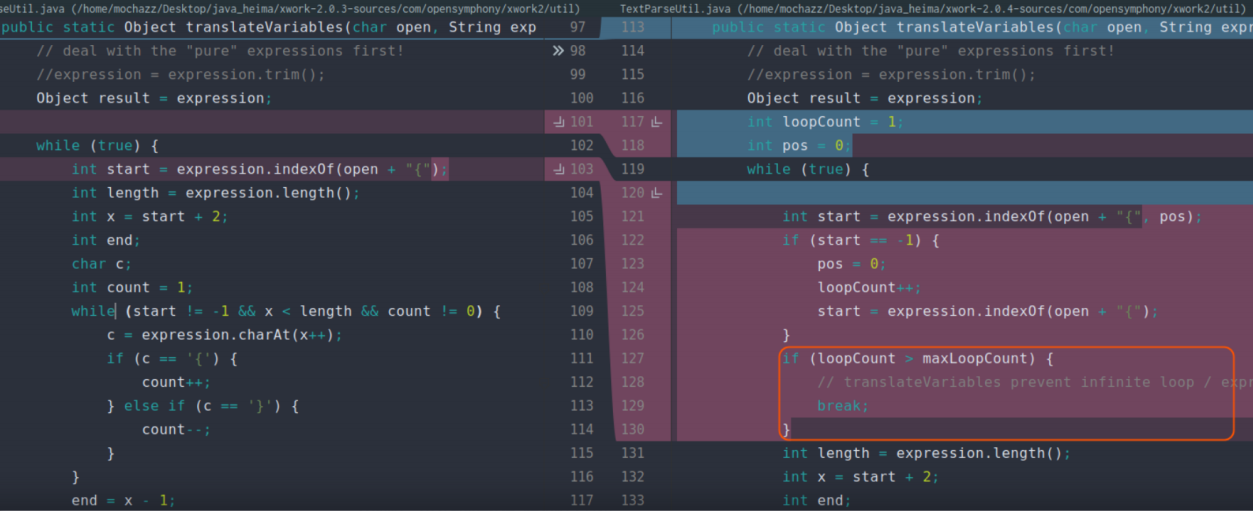 seUtil.java (/home/mochazz/Desktop/java_heima/xwork-2.0.3-sources/com/opensymphony/xwork2/util)
public static Object translateVariables(char open, String exp 97
// deal with the "pure" expressions first! » 98
//expression = expression.trim(); 99
Object result = expression; 100
101
while (true) { 102
int start = expression.indexOf(open + "{"); 103
int length = expression.length(); 104
int x = start + 2; 105
int end; 106
char c; 107
int count = 1; 108
while (start != -1 && x < length && count != 0) { 109
c = expression.charAt(x++); 110
if (c == '{') { 111
count++; 112
} else if (c == '}') { 113
count--; 114
} 115
} 116
end = x - 1; 117
TextParseUtil.java (/home/mochazz/Desktop/java_heima/xwork-2.0.4-sources/com/opensymphony/xwork2/util)
113 public static Object translateVariables(char open, String expr
114 // deal with the "pure" expressions first!
115 //expression = expression.trim();
116 Object result = expression;
117 int loopCount = 1;
118 int pos = 0;
119 while (true) {
120
121 int start = expression.indexOf(open + "{", pos);
122 if (start == -1) {
123 pos = 0;
124 loopCount++;
125 start = expression.indexOf(open + "{");
126 }
127 if (loopCount > maxLoopCount) {
128 // translateVariables prevent infinite loop / expr
129 break;
130 }
131 int length = expression.length();
132 int x = start + 2;
133 int end;